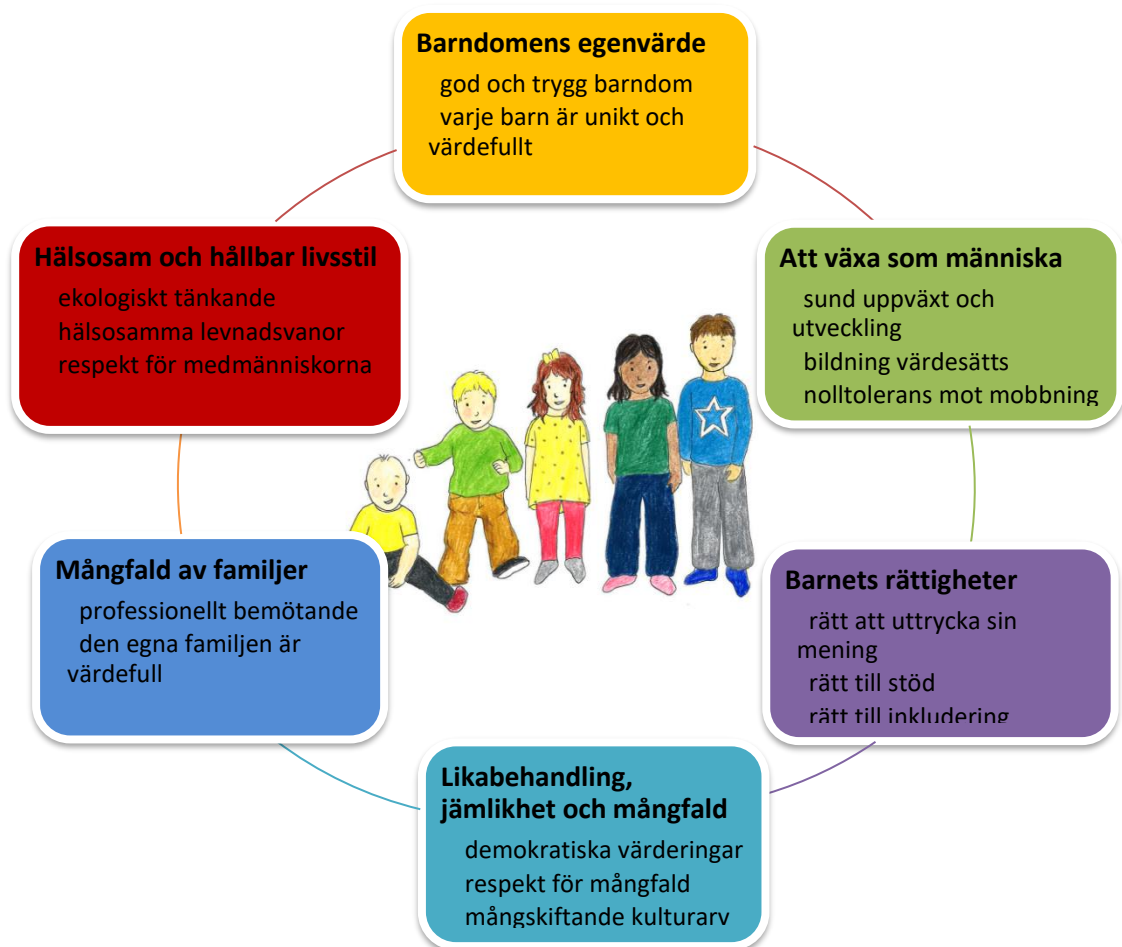 Barndomens egenvärde
god och trygg barndom
varje barn är unikt och
värdefullt
Att växa som människa
sund uppväxt och
utveckling
bildning värdesätts
nolltolerans mot mobbning
Barnets rättigheter
rätt att uttrycka sin
mening
rätt till stöd
rätt till inkludering
Likabehandling,
jämlikhet och mångfald
demokratiska värderingar
respekt för mångfald
mångskiftande kulturarv
Mångfald av familjer
professionellt bemötande
den egna familjen är
värdefull
Hälsosam och hållbar livsstil
ekologiskt tänkande
hälsosamma levnadsvanor
respekt för medmänniskorna